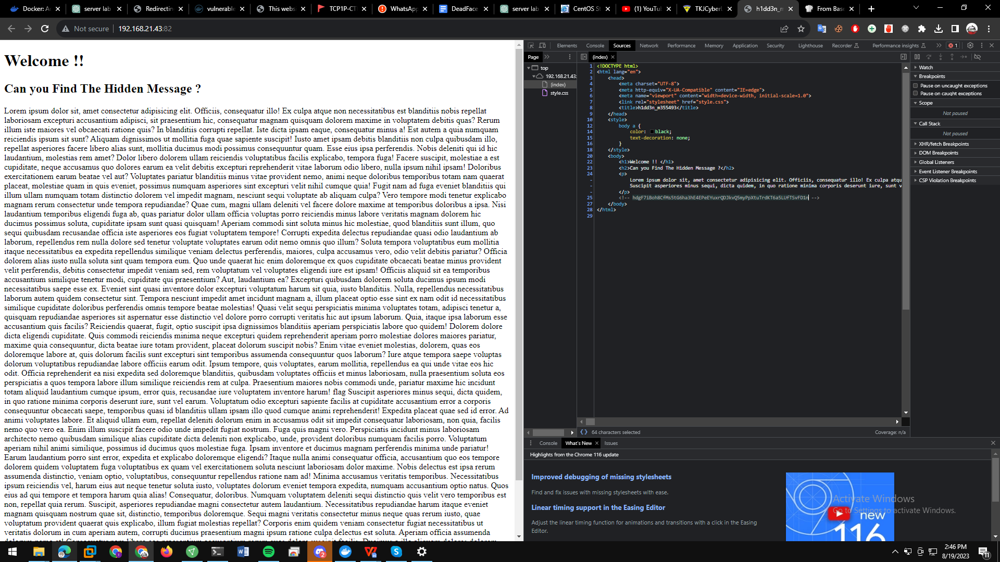 Docker: Ac
server lab
Redirectin
vulnerable
This webs
TCP1P-CT
WhatsApp
DeadFace
server lab
CentOS St
(1) YouTu
TKJCyberL
h1dd3n_m
From Base
Not secure
192.168.21.43:82
Welcome !!
Can you Find The Hidden Message ?
Lorem ipsum dolor sit, amet consectetur adipisicing elit. Officiis, consequatur illo! Ex culpa atque non necessitatibus est blanditiis nobis repellat
laboriosam excepturi accusantium adipisci, sit praesentium hic, consequatur magnam quisquam dolorem maxime in voluptatem debitis quas? Rerum
illum iste maiores vel obcaecati ratione quis? In blanditiis corrupti repellat. Iste dicta ipsam eaque, consequatur minus a! Est autem a quia numquam
reiciendis ipsum sit sunt? Aliquam dignissimos ut mollitia fuga quae sapiente suscipit! Iusto amet ipsam debitis blanditiis non culpa quibusdam illo,
repellat asperiores facere libero alias sunt, mollitia ducimus modi possimus consequuntur quam. Esse eius ipsa perferendis. Nobis deleniti qui id hic
laudantium, molestias rem amet? Dolor libero dolorem ullam reiciendis voluptatibus facilis explicabo, tempora fuga! Facere suscipit, molestiae a est
cupiditate, neque accusamus quo dolores earum ea velit debitis excepturi reprehenderit vitae laborum odio libero, nulla ipsum nihil ipsam! Doloribus
exercitationem earum beatae vel aut? Voluptates pariatur blanditiis minus vitae provident nemo, animi neque doloribus temporibus totam nam quaerat
placeat, molestiae quam in quis eveniet, possimus numquam asperiores sint excepturi velit nihil cumque quia! Fugit nam ad fuga eveniet blanditiis qui
illum ullam numquam totam distinctio dolorem vel impedit magnam, nesciunt sequi voluptate ab aliquam culpa? Vero tempore modi tenetur explicabo
magnam rerum consectetur unde tempora repudiandae? Quae cum, magni ullam deleniti vel facere dolore maxime at temporibus doloribus a ipsa. Nisi
laudantium temporibus eligendi fuga ab, quas pariatur dolor ullam officia voluptas porro reiciendis minus labore veritatis magnam dolorem hic
ducimus possimus soluta, cupiditate ipsam sunt quasi quisquam! Aperiam commodi sint soluta minus hic molestiae, quod blanditiis sunt illum, quo
sequi quibusdam recusandae officia iste asperiores eos fugiat voluptatem tempore! Corrupti expedita delectus repudiandae quasi odio laudantium ab
laborum, repellendus rem nulla dolore sed tenetur voluptate voluptates earum odit nemo omnis quo illum? Soluta tempora voluptatibus eum mollitia
itaque necessitatibus ea expedita repellendus similique veniam delectus perferendis, maiores, culpa accusamus vero, odio velit debitis pariatur? Officia
dolorem alias iusto nulla soluta sint quam tempora eum. Quo unde quaerat hic enim doloremque ex quos cupiditate obcaecati beatae minus provident
velit perferendis, debitis consectetur impedit veniam sed, rem voluptatum vel voluptates eligendi iure est ipsam! Officiis aliquid sit ea temporibus
accusantium similique tenetur modi, cupiditate qui praesentium? Aut, laudantium ea? Excepturi quibusdam dolorem soluta ducimus ipsum modi
necessitatibus saepe esse ex. Eveniet sint quasi inventore dolor excepturi voluptatum harum sit quia, iusto blanditiis. Nulla, repellendus necessitatibus
laborum autem quidem consectetur sint. Tempora nesciunt impedit amet incidunt magnam a, illum placeat optio esse sint ex nam odit id necessitatibus
similique cupiditate doloribus perferendis omnis tempore beatae molestias! Quasi velit sequi perspiciatis minima voluptates totam, adipisci tenetur a,
quisquam repudiandae asperiores sit aspernatur esse distinctio vel dolore porro corrupti veritatis hic aut ipsum laborum. Quia, itaque ipsa laborum esse
accusantium quis facilis? Reiciendis quaerat, fugit, optio suscipit ipsa dignissimos blanditiis aperiam perspiciatis labore quo quidem! Dolorem dolore
dicta eligendi cupiditate. Quis commodi reiciendis minima neque excepturi quidem reprehenderit aperiam porro molestiae dolores maiores pariatur,
maxime quia consequuntur, dicta beatae iure totam provident, placeat dolorum suscipit nobis? Enim vitae eveniet molestias, dolorem, quas eos
doloremque labore at, quis dolorum facilis sunt excepturi sint temporibus assumenda consequuntur quos laborum? Iure atque tempora saepe voluptas
dolorum voluptatibus repudiandae labore officiis earum odit. Ipsum tempore, quis voluptates, earum mollitia, repellendus ea qui unde vitae eos hic
odit. Officia reprehenderit ea nisi expedita sed doloremque blanditiis, quibusdam voluptates officiis et minus laboriosam, nulla praesentium soluta eos
perspiciatis a quos tempora labore illum similique reiciendis rem at culpa. Praesentium maiores nobis commodi unde, pariatur maxime hic incidunt
totam aliquid laudantium cumque ipsum, error quis, recusandae iure voluptatem inventore harum! flag Suscipit asperiores minus sequi, dicta quidem,
in quo ratione minima corporis deserunt iure, sunt vel earum. Voluptatum odio excepturi sapiente facilis at cupiditate accusantium error a corporis
consequuntur obcaecati saepe, temporibus quasi id blanditiis ullam ipsam illo quod cumque animi reprehenderit! Expedita placeat quae sed id error. Ad
animi voluptates labore. Et aliquid ullam eum, repellat deleniti dolorum enim in accusamus odit sit impedit consequatur laboriosam, non quia, facilis
nemo quo vero ea. Enim illum suscipit facere odio unde impedit fugiat nostrum. Fuga quis magni vero. Perspiciatis incidunt minus laboriosam
architecto nemo quibusdam similique alias cupiditate dicta deleniti non explicabo, unde, provident doloribus numquam facilis porro. Voluptatum
aperiam nihil animi similique, possimus id ducimus quos molestiae fuga. Ipsam inventore et ducimus magnam perferendis minima unde pariatur!
Earum laudantium porro sint error, expedita et explicabo doloremque eligendi? Itaque nulla animi consequatur officia, accusantium quo eos tempore
dolorem quidem voluptatem fuga voluptatibus ex quam vel exercitationem soluta nesciunt laboriosam dolor maxime. Nobis delectus est ipsa rerum
assumenda distinctio, veniam optio, voluptatibus, consequuntur repellendus ratione nam ad! Minima accusamus veritatis temporibus. Necessitatibus
ipsum reiciendis vel, harum eius aut neque tenetur soluta iusto, voluptates dolorum eveniet tempora expedita, numquam accusantium optio natus. Quos
eius ad qui tempore et tempora harum quia alias! Consequatur, doloribus. Numquam voluptatem deleniti sequi distinctio quis velit vero temporibus est
non, repellat quia rerum. Suscipit, asperiores repudiandae magni consectetur autem laudantium. Necessitatibus repudiandae harum itaque eveniet
magnam quisquam nostrum quae sit, distinctio, temporibus doloremque. Sequi magni veritatis consectetur minus neque quas rerum iusto, quae
voluptatum provident quaerat quis explicabo, illum fugiat molestias repellat? Corporis enim quidem veniam consectetur fugiat necessitatibus ut
veritatis dolorum in cum aperiam autem, corrupti ducimus praesentium magni ipsum ratione culpa delectus est soluta. Aperiam officia assumenda
Elements
Console
Sources
Network
Performance
Memory
Application
Security
Lighthouse
Recorder
Performance insights
1
Page
(index)
top
192.168.21.43:
(index)
style.css
1 <!DOCTYPE html>
2 <html lang="en">
3 <head>
4 <meta charset="UTF-8">
5 <meta http-equiv="X-UA-Compatible" content="IE=edge">
6 <meta name="viewport" content="width=device-width, initial-scale=1.0">
7 <link rel="stylesheet" href="style.css">
8 <title>h1dd3n_m355493</title>
9 </head>
10 <style>
12 body a {
14 color: black;
15 text-decoration: none;
16 }
18 </style>
20 <body>
22 <h1>Welcome !! </h1>
23 <h2>Can you Find The Hidden Message ?</h2>
24 <p>
- Lorem ipsum dolor sit, amet consectetur adipisicing elit. Officiis, consequatur illo! Ex culpa atqu
- Suscipit asperiores minus sequi, dicta quidem, in quo ratione minima corporis deserunt iure, sunt v
- </p>
25 <!-- hdgF7iBoh8CfMs5tG6ha3hE4EPeEYuxrQDJkvQ5myPpXtuTrdKT6a5LUfTSvFD1n -->
27 </body>
28 </html>
29
64 characters selected
Coverage: n/a
Watch
Breakpoints
Pause on uncaught exceptions
Pause on caught exceptions
Scope
Not paused
Call Stack
Not paused
XHR/fetch Breakpoints
DOM Breakpoints
Global Listeners
Event Listener Breakpoints
CSP Violation Breakpoints
Console
What's New
Issues
Highlights from the Chrome 116 update
Improved debugging of missing stylesheets
Find and fix issues with missing stylesheets with ease.
Linear timing support in the Easing Editor
Adjust the linear timing function for animations and transitions with a click in the Easing
Editor.
new
116
Activate Windows
Go to Settings to activate Windows.
2
2:46 PM
8/19/2023
11